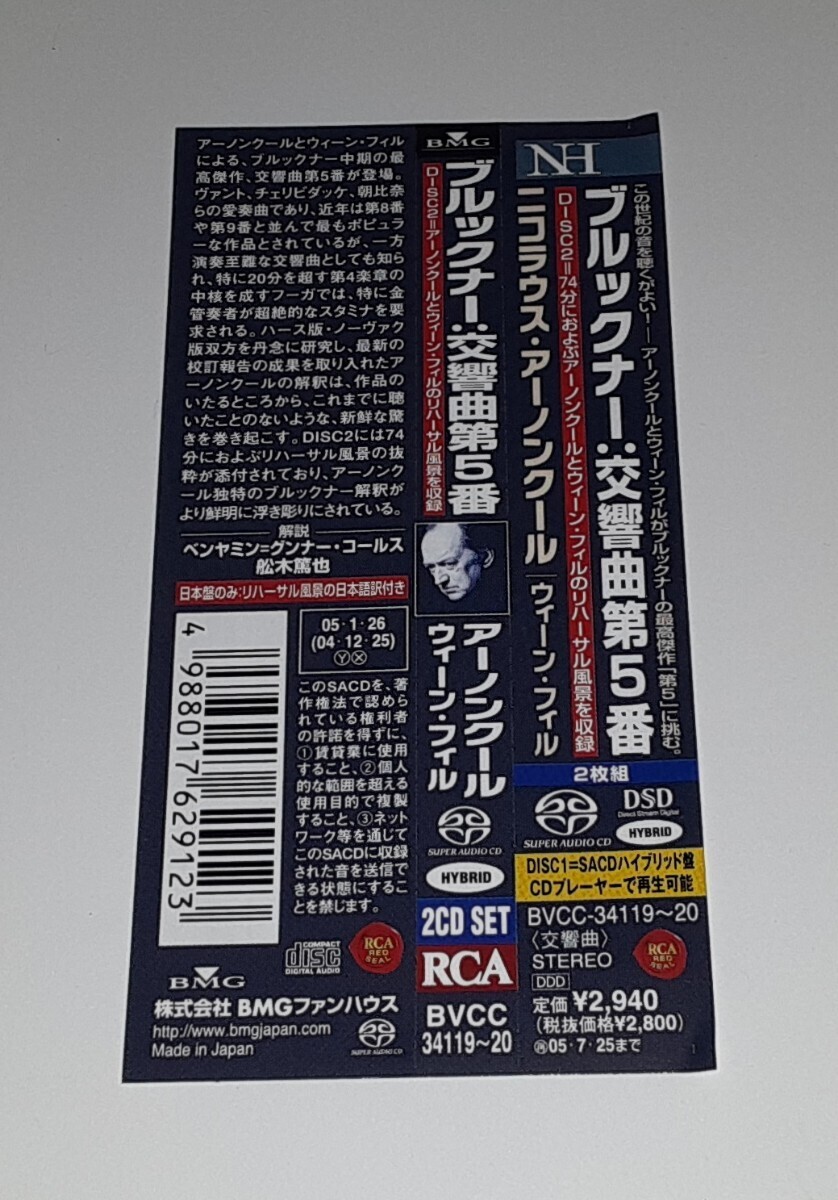 アーノンクールとウィーン・フィル
による、ブルックナー中期の最
高傑作、交響曲第5番が登場。
ヴァント、チェリビダッケ、朝比奈
らの愛奏曲であり、近年は第8番
や第9番と並んで最もポピュラ
ーな作品とされているが、一方
演奏至難な交響曲としても知ら
れ、特に20分を超す第4楽章の
中核を成すフーガでは、特に金
管奏者が超絶的なスタミナを要
求される。ハース版・ノーヴァク
版双方を丹念に研究し、最新の
校訂報告の成果を取り入れたア
ーノンクールの解釈は、作品の
いたるところから、これまでに聴
いたことのないような、新鮮な驚
きを巻き起こす。DISC2には74
分におよぶリハーサル風景の抜
粋が添付されており、アーノンク
ール独特のブルックナー解釈が
より鮮明に浮き彫りにされている。
解説
ベンヤミン=グンナー・コールス
舩木篤也
日本盤のみ:リハーサル風景の日本語訳付き
4 988017 629123
05・1・26
(04・12・25)
Ⓨⓧ
このSACDを、著
作権法で認めら
れている権利者
の許諾を得ずに、
①賃貸業に使用
すること、②個人
的な範囲を超える
使用目的で複製
すること、③ネット
ワーク等を通じて
このSACDに収録
された音を送信で
きる状態にするこ
とを禁じます。
COMPACT
disc
DIGITAL AUDIO
RCA
RED
SEAL
BMG
株式会社 BMGファンハウス
http://www.bmgjapan.com
Made in Japan
SUPER AUDIO CD
BMG
ブルックナー:交響曲第5番
DISC2=アーノンクールとウィーン・フィルのリハーサル風景を収録
アーノンクール
ウィーン・フィル
SUPER AUDIO CD
HYBRID
2CD SET
RCA
BVCC
34119〜20
NH
この世紀の音を聴くがよい!―― アーノンクールとウィーン・フィルがブルックナーの最高傑作「第5」に挑む。
ブルックナー:交響曲第5番
DISC2=74分におよぶアーノンクールとウィーン・フィルのリハーサル風景を収録
ニコラウス・アーノンクール|ウィーン・フィル
2枚組
SUPER AUDIO CD
DSD
Direct Stream Digital
HYBRID
DISC1=SACDハイブリッド盤
CDプレーヤーで再生可能
BVCC-34119〜20
〈交響曲〉
STEREO
DDD
RCA
RED
SEAL
定価 ¥2,940
(税抜価格¥2,800)
㋫05・7・25まで
1